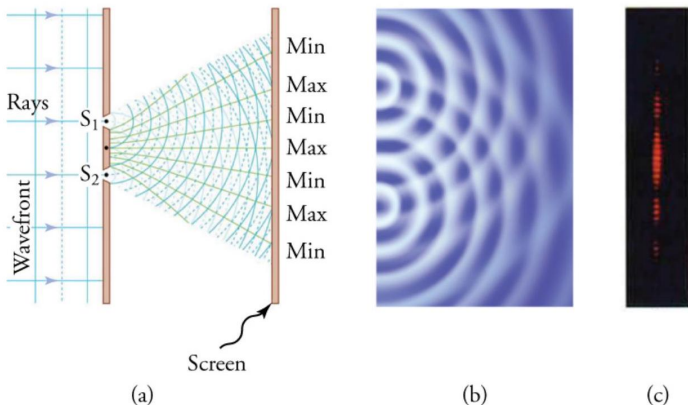 Min
Max
Rays
S1
Min
Max
S2
Min
Wavefront
Max
Min
Screen
(a)
(b)
(c)